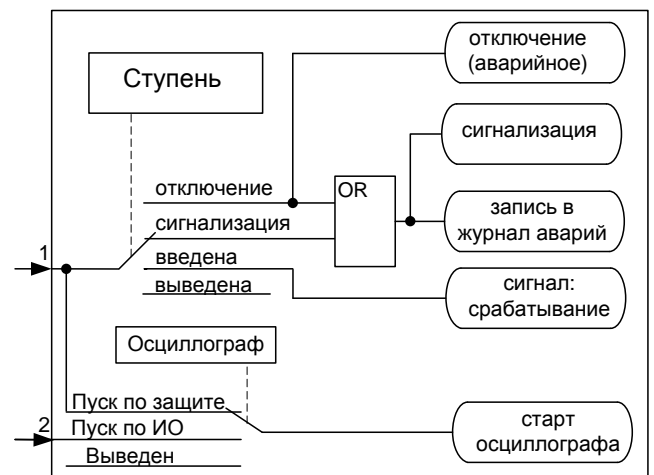 отключение
(аварийное)
Ступень
сигнализация
отключение
OR
запись в
журнал аварий
сигнализация
1
введена
выведена
сигнал:
срабатывание
Осциллограф
Пуск по защите
2
Пуск по ИО
Выведен
старт
осциллографа